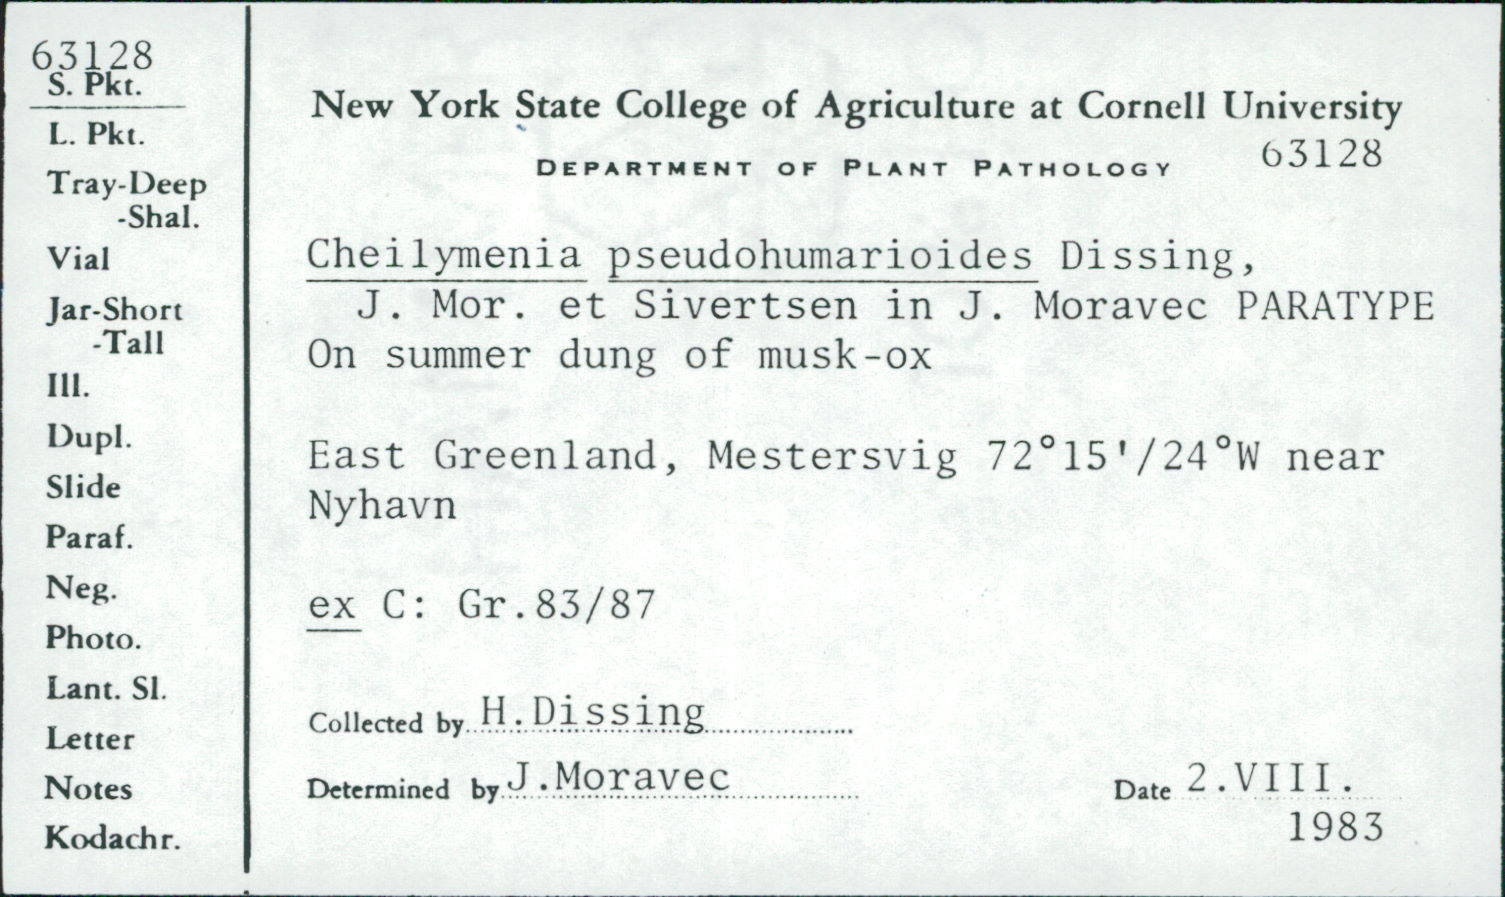 63128
S. Pkt.
L. Pkt.
Tray-Deep
-Shal.
Vial
Jar-Short
-Tall
Ill.
Dupl.
Slide
Paraf.
Neg.
Photo.
Lant. Sl.
Letter
Notes
Kodachr.
New York State College of Agriculture at Cornell University
DEPARTMENT OF PLANT PATHOLOGY 63128
Cheilymenia pseudohumarioides Dissing,
J. Mor. et Sivertsen in J. Moravec PARATYPE
On summer dung of musk-ox
East Greenland, Mestersvig 72°15'/24°W near
Nyhavn
ex C: Gr.83/87
Collected by H.Dissing
Determined by J.Moravec Date 2.VIII.
1983